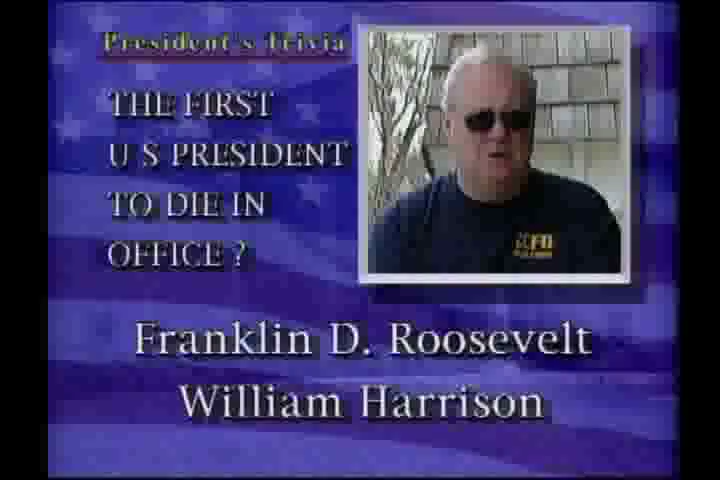 President's Trivia
THE FIRST
U S PRESIDENT
TO DIE IN
OFFICE ?
Franklin D. Roosevelt
William Harrison